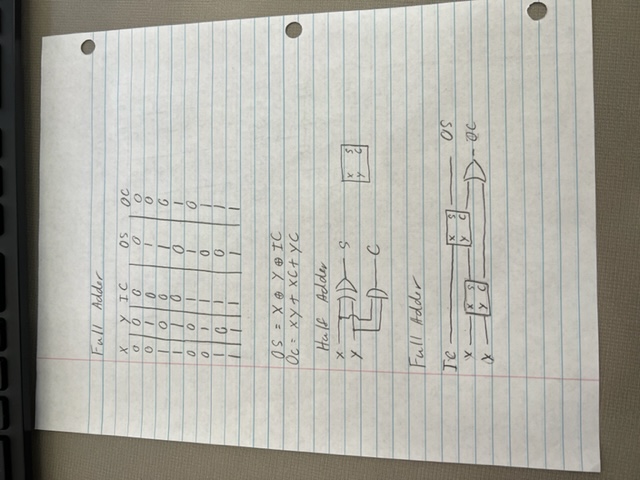 Full Adder
X Y IC OS OC
0 0 0 0 0
0 1 0 1 0
1 0 0 1 0
1 1 0 0 1
0 0 1 1 0
0 1 1 0 1
1 0 1 0 1
1 1 1 1 1
OS = X ⊕ Y ⊕ IC
OC = XY + XC + YC
Half Adder
X S X S
Y Y C
C
Full Adder
IC X S OS
X X S Y C OC
X Y C